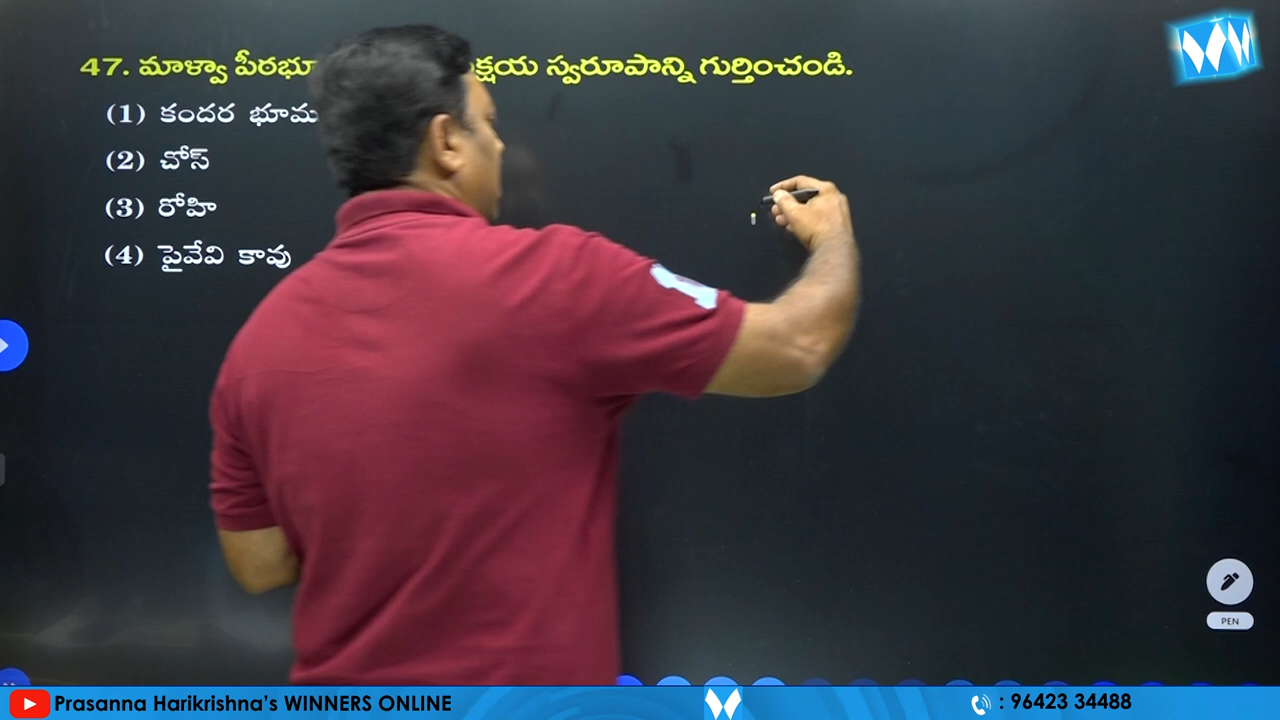 47. మాళ్వా పీఠభూ క్షయ స్వరూపాన్ని గుర్తించండి.
(1) కందర భూమ
(2) చోస్
(3) రోహి
(4) పైవేవి కావు
PEN
Prasanna Harikrishna's WINNERS ONLINE
: 96423 34488